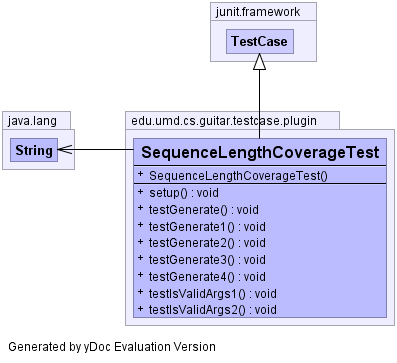 junit.framework
TestCase
java.lang
String
edu.umd.cs.guitar.testcase.plugin
SequenceLengthCoverageTest
+ SequenceLengthCoverageTest()
+ setup() : void
+ testGenerate() : void
+ testGenerate1() : void
+ testGenerate2() : void
+ testGenerate3() : void
+ testGenerate4() : void
+ testIsValidArgs1() : void
+ testIsValidArgs2() : void
Generated by yDoc Evaluation Version